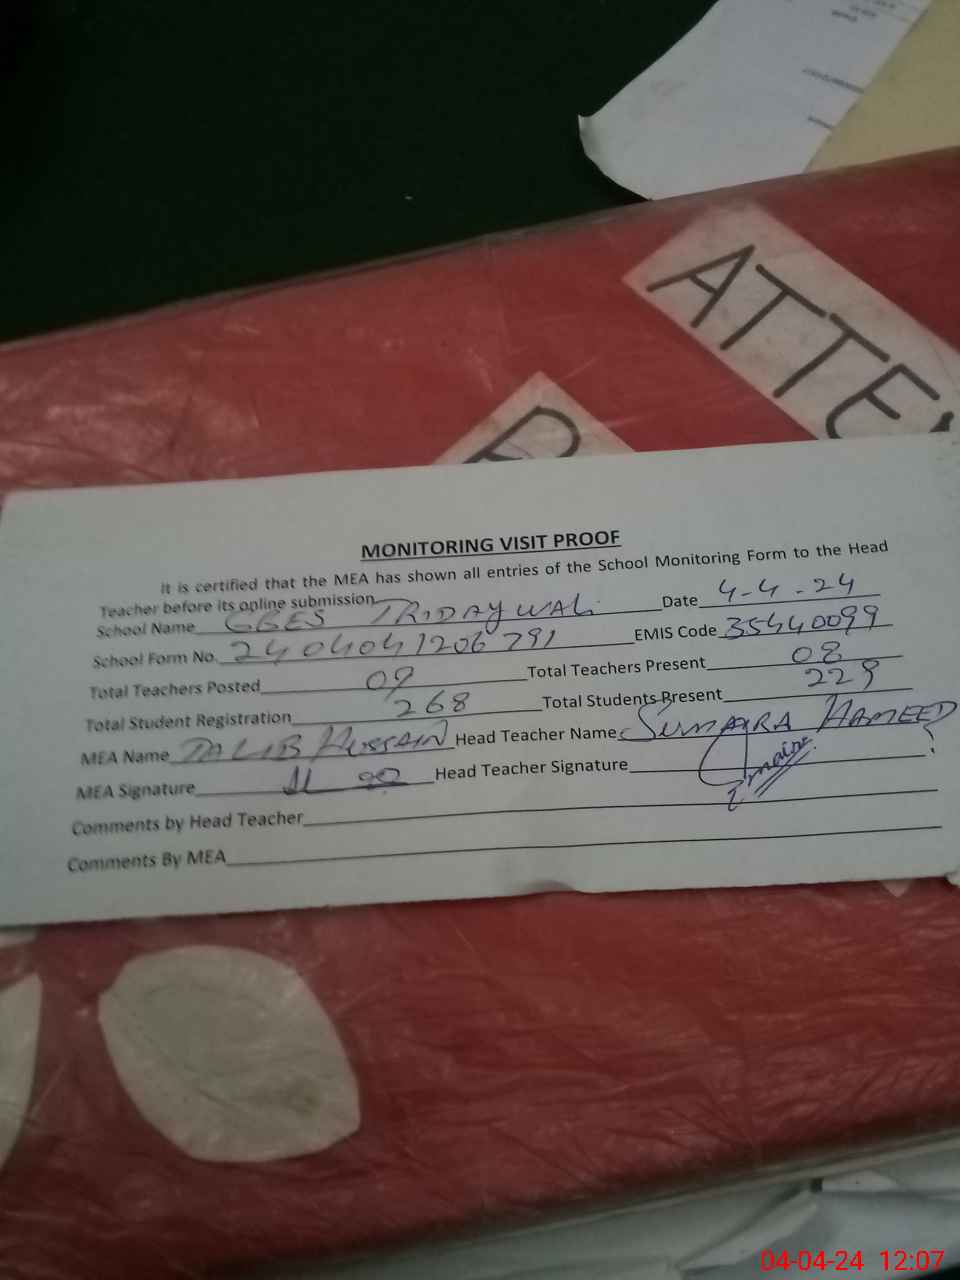 ATTE
P
MONITORING VISIT PROOF
It is certified that the MEA has shown all entries of the School Monitoring Form to the Head
Teacher before its online submission
School Name GGES TRIDAYWALi Date 4-4-24
School Form No. 2404041206791 EMIS Code 35440099
Total Teachers Posted 09 Total Teachers Present 08
Total Student Registration 268 Total Students Present 229
MEA Name TALIB HUSSAIN Head Teacher Name SUMAIRA HAMEED
MEA Signature Head Teacher Signature
Comments by Head Teacher
Comments By MEA
04-04-24 12:07